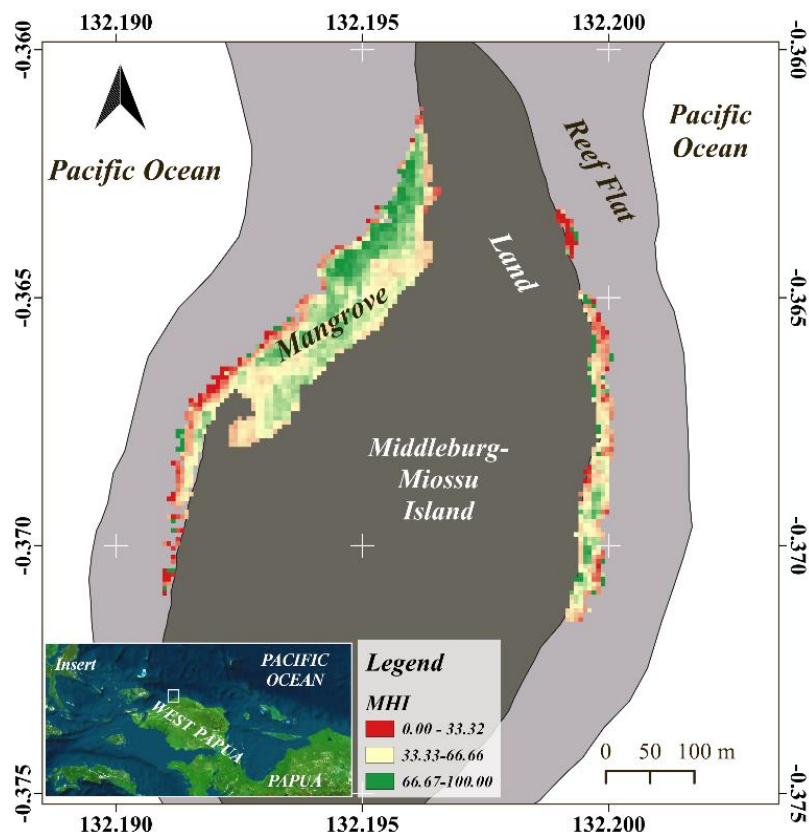 132.190 132.195 132.200
-0.360 -0.360
Pacific Ocean
Pacific
Ocean
Reef Flat
Land
-0.365 -0.365
Mangrove
Middleburg-
Miossu
Island
-0.370 -0.370
Insert
PACIFIC
OCEAN
WEST PAPUA
PAPUA
Legend
MHI
0.00 - 33.32
33.33-66.66
66.67-100.00
0 50 100 m
-0.375 -0.375
132.190 132.195 132.200